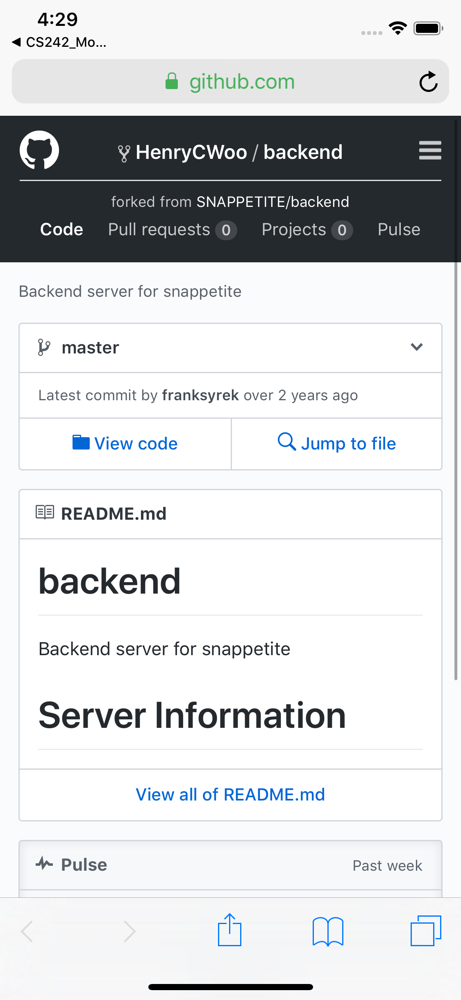 4:29
CS242_Mo...
github.com
HenryCWoo / backend
forked from SNAPPETITE/backend
Code Pull requests 0 Projects 0 Pulse
Backend server for snappetite
master
Latest commit by franksyrek over 2 years ago
View code Jump to file
README.md
backend
Backend server for snappetite
Server Information
View all of README.md
Pulse Past week